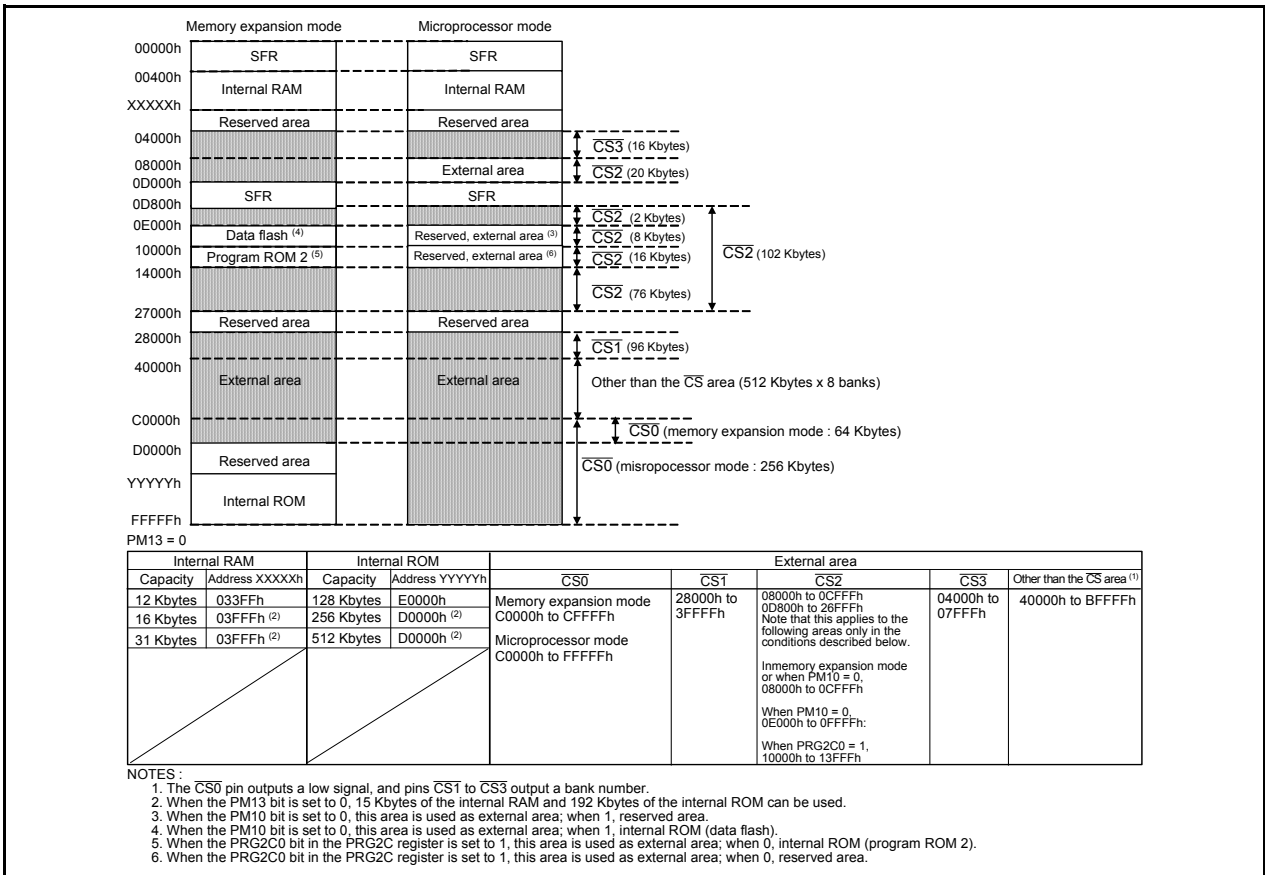 Memory expansion mode Microprocessor mode
00000h SFR SFR
00400h Internal RAM Internal RAM
XXXXXh Reserved area Reserved area
04000h CS3 (16 Kbytes)
08000h External area CS2 (20 Kbytes)
0D000h SFR SFR
0D800h CS2 (2 Kbytes)
0E000h Data flash (4) Reserved, external area (3) CS2 (8 Kbytes)
10000h Program ROM 2 (5) Reserved, external area (6) CS2 (16 Kbytes) CS2 (102 Kbytes)
14000h CS2 (76 Kbytes)
27000h Reserved area Reserved area
28000h CS1 (96 Kbytes)
40000h External area External area Other than the CS area (512 Kbytes x 8 banks)
C0000h CS0 (memory expansion mode : 64 Kbytes)
D0000h Reserved area CS0 (misropocessor mode : 256 Kbytes)
YYYYYh Internal ROM
FFFFFh
PM13 = 0
Internal RAM Internal ROM External area
Capacity Address XXXXXh Capacity Address YYYYYh CS0 CS1 CS2 CS3 Other than the CS area (1)
12 Kbytes 033FFh 128 Kbytes E0000h
16 Kbytes 03FFFh (2) 256 Kbytes D0000h (2)
31 Kbytes 03FFFh (2) 512 Kbytes D0000h (2)
Memory expansion mode
C0000h to CFFFFh
Microprocessor mode
C0000h to FFFFFh
28000h to
3FFFFh
08000h to 0CFFFh
0D800h to 26FFFh
Note that this applies to the
following areas only in the
conditions described below.
Inmemory expansion mode
or when PM10 = 0,
08000h to 0CFFFh
When PM10 = 0,
0E000h to 0FFFFh:
When PRG2C0 = 1,
10000h to 13FFFh
04000h to
07FFFh
40000h to BFFFFh
NOTES :
1. The CS0 pin outputs a low signal, and pins CS1 to CS3 output a bank number.
2. When the PM13 bit is set to 0, 15 Kbytes of the internal RAM and 192 Kbytes of the internal ROM can be used.
3. When the PM10 bit is set to 0, this area is used as external area; when 1, reserved area.
4. When the PM10 bit is set to 0, this area is used as external area; when 1, internal ROM (data flash).
5. When the PRG2C0 bit in the PRG2C register is set to 1, this area is used as external area; when 0, internal ROM (program ROM 2).
6. When the PRG2C0 bit in the PRG2C register is set to 1, this area is used as external area; when 0, reserved area.